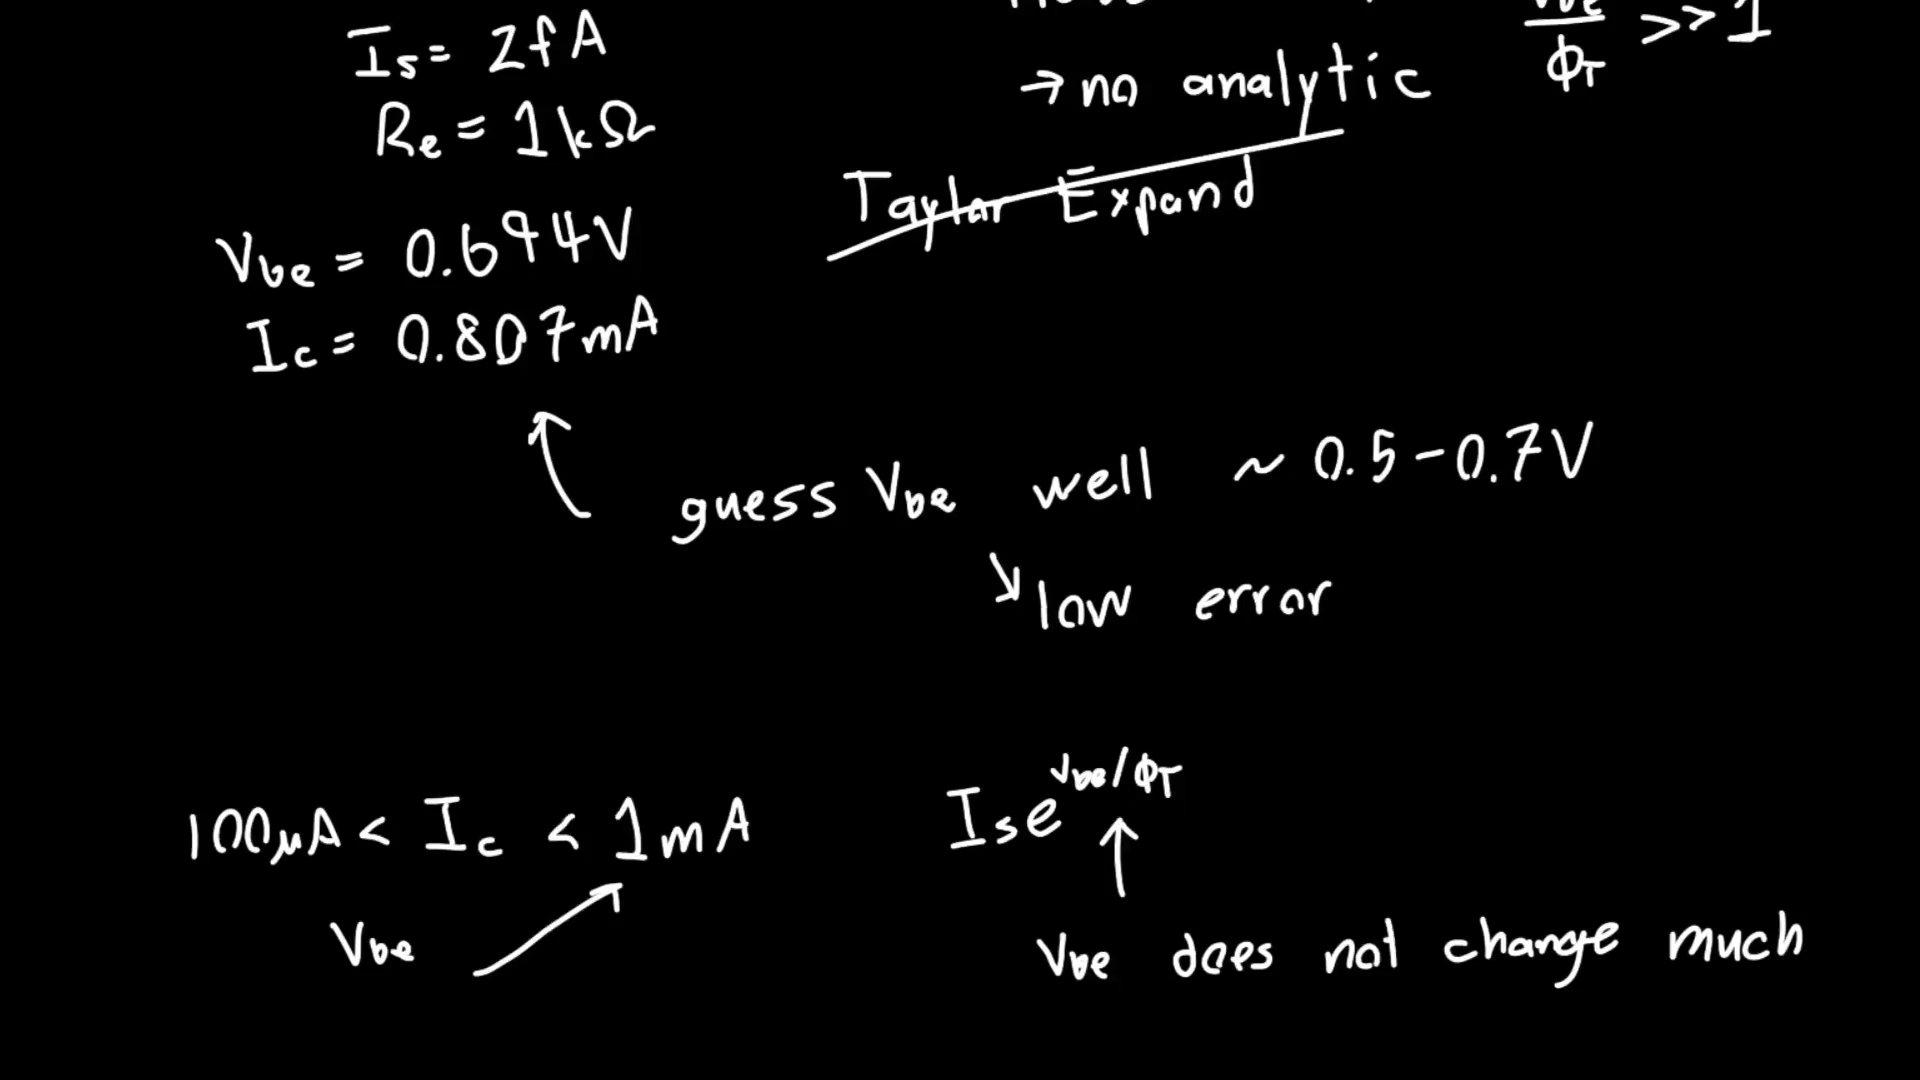 Is = 2fA
Re = 1kΩ
→ no analytic
Vbe/ΦT >> 1
Taylor Expand
Vbe = 0.694V
Ic = 0.807mA
guess Vbe well ~ 0.5-0.7V
↘ low error
100μA < Ic < 1mA
Ise^Vbe/ΦT
Vbe
Vbe does not change much